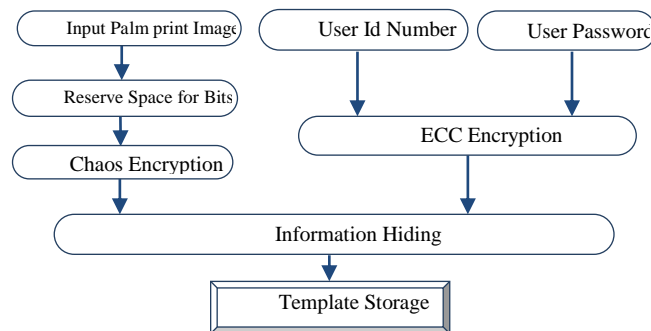 Input Palm print Image
User Id Number
User Password
Reserve Space for Bits
ECC Encryption
Chaos Encryption
Information Hiding
Template Storage